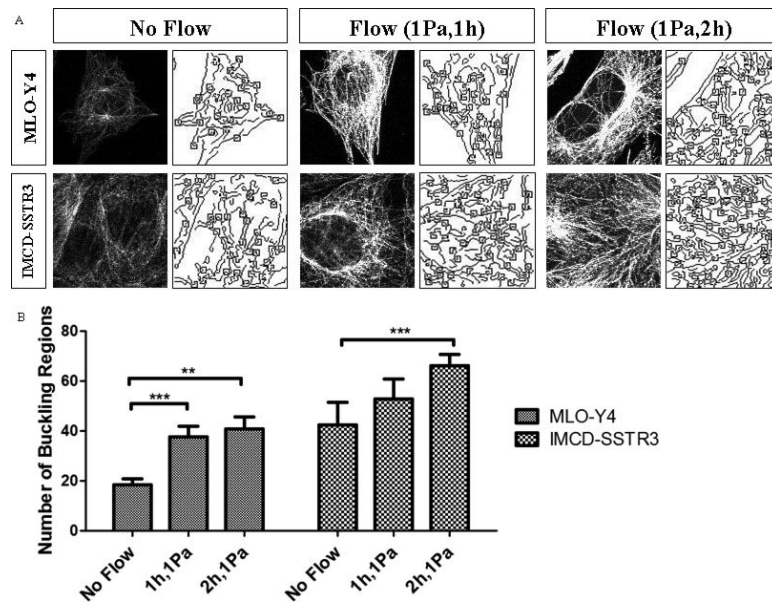 A
No Flow
Flow (1Pa,1h)
Flow (1Pa,2h)
MLO-Y4
IMCD-SSTR3
B
Number of Buckling Regions
80
60
40
20
0
***
**
***
No Flow
1h,1Pa
2h,1Pa
No Flow
1h,1Pa
2h,1Pa
MLO-Y4
IMCD-SSTR3